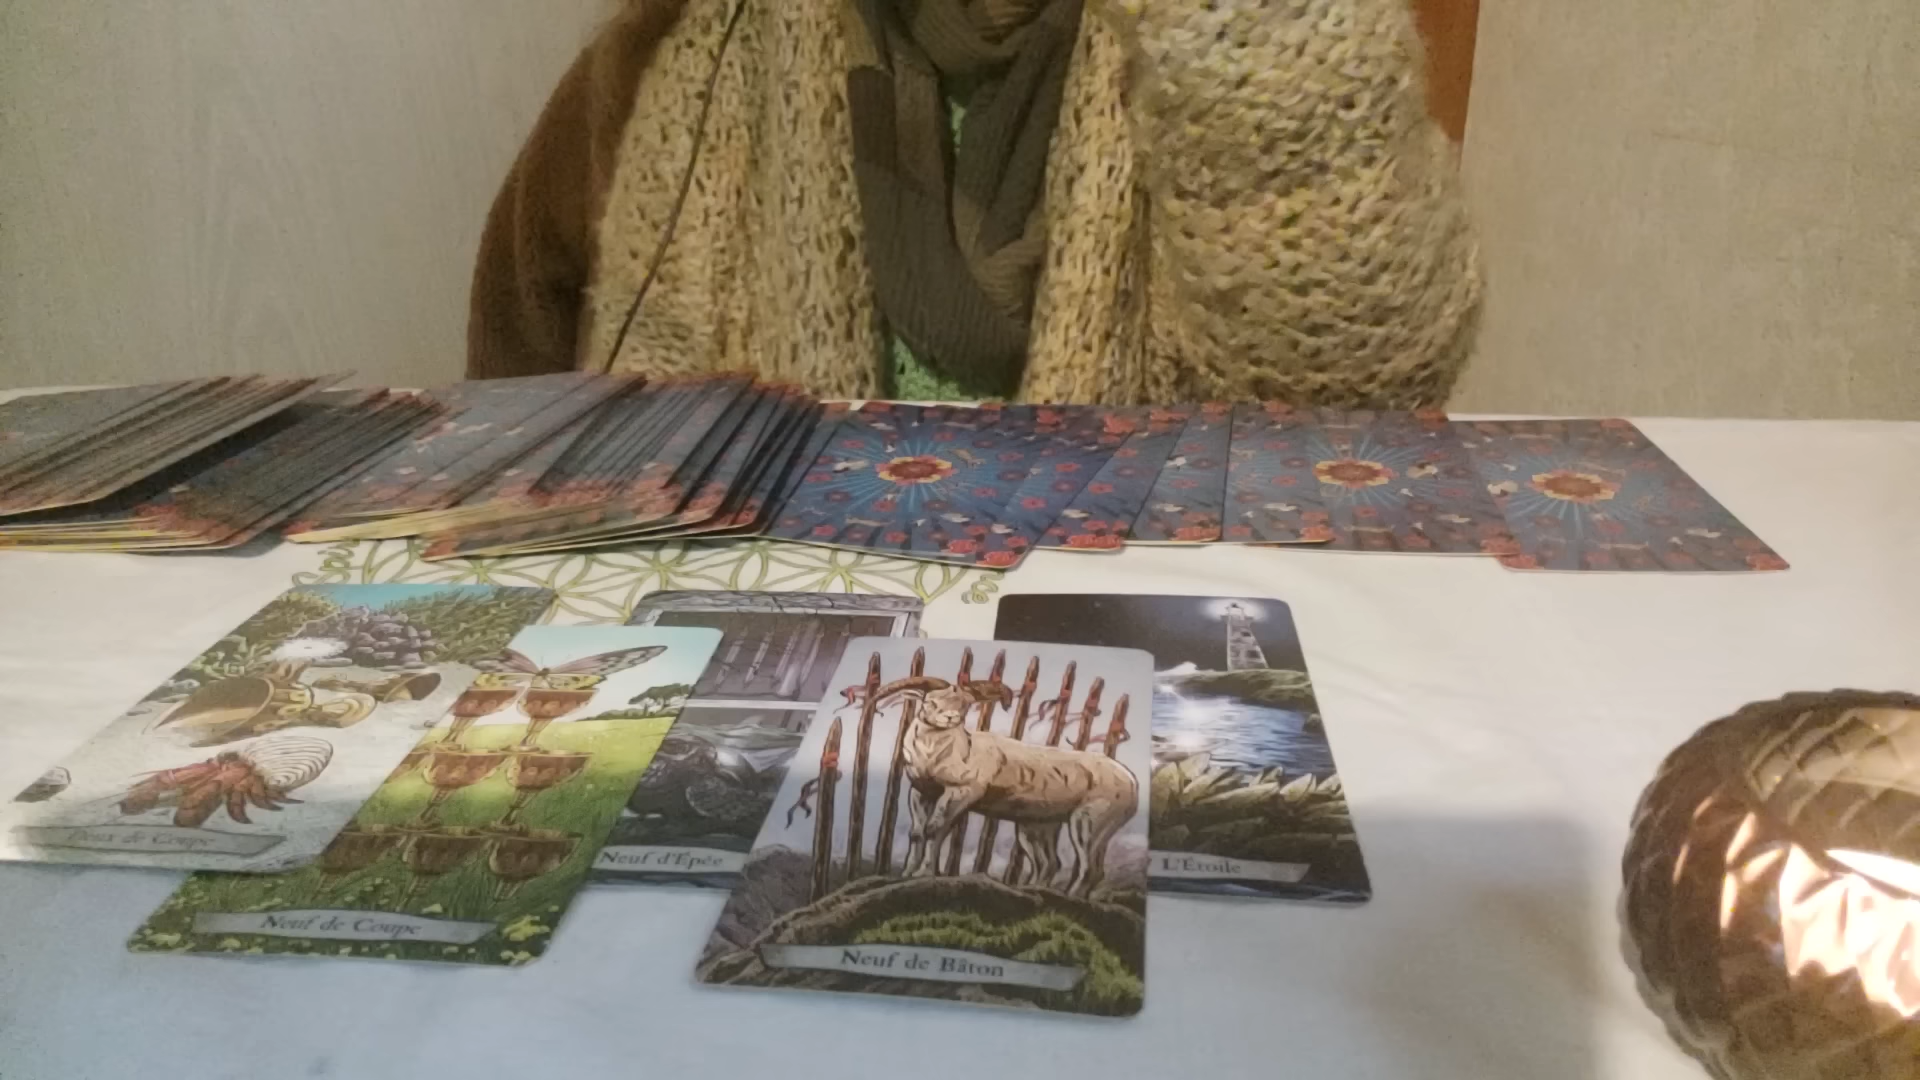 Deux de Coupe
Neuf de Coupe
Neuf d'Épée
Neuf de Bâton
L'Étoile